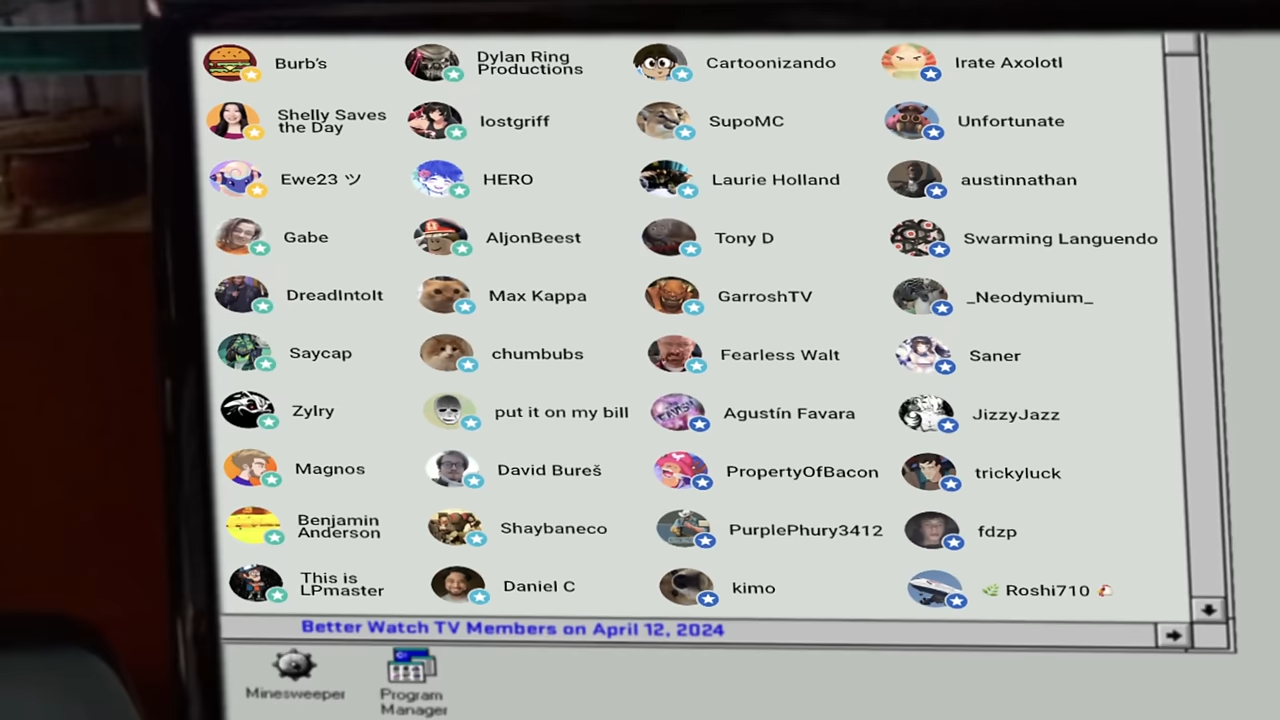 Burb's
Dylan Ring
Productions
Cartoonizando
Irate Axolotl
Shelly Saves
the Day
lostgriff
SupoMC
Unfortunate
Ewe23 ツ
HERO
Laurie Holland
austinnathan
Gabe
AljonBeest
Tony D
Swarming Languendo
DreadIntoIt
Max Kappa
GarroshTV
_Neodymium_
Saycap
chumbubs
Fearless Walt
Saner
Zylry
put it on my bill
Agustín Favara
JizzyJazz
Magnos
David Bureš
PropertyOfBacon
trickyluck
Benjamin
Anderson
Shaybaneco
PurplePhury3412
fdzp
This is
LPmaster
Daniel C
kimo
🌿 Roshi710 🐔
Better Watch TV Members on April 12, 2024
Minesweeper
Program
Manager